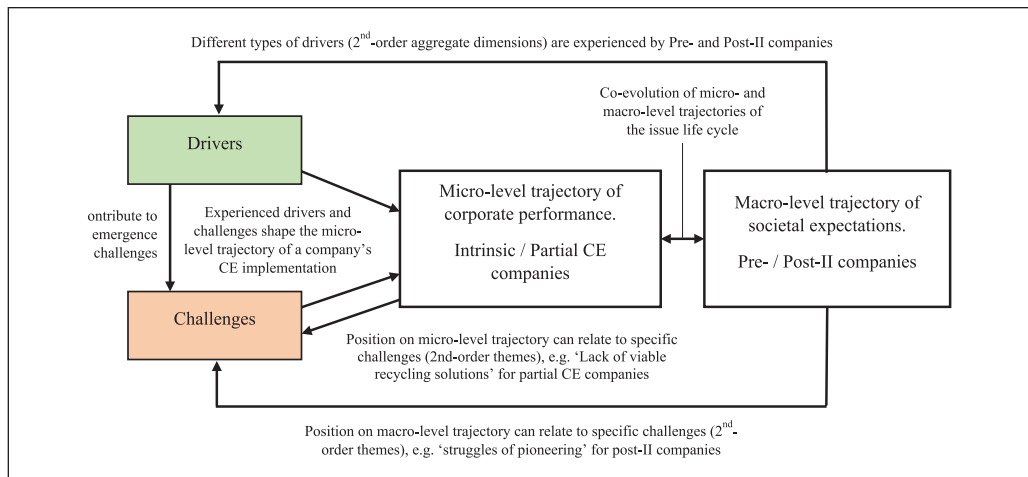 Different types of drivers (2nd-order aggregate dimensions) are experienced by Pre- and Post-II companies
Co-evolution of micro- and
macro-level trajectories of
the issue life cycle
Drivers
Micro-level trajectory of
corporate performance.
Intrinsic / Partial CE
companies
Macro-level trajectory of
societal expectations.
Pre- / Post-II companies
ontribute to
emergence
challenges
Experienced drivers and
challenges shape the micro-
level trajectory of a company's
CE implementation
Challenges
Position on micro-level trajectory can relate to specific
challenges (2nd-order themes), e.g. ‘Lack of viable
recycling solutions’ for partial CE companies
Position on macro-level trajectory can relate to specific challenges (2nd-
order themes), e.g. ‘struggles of pioneering’ for post-II companies